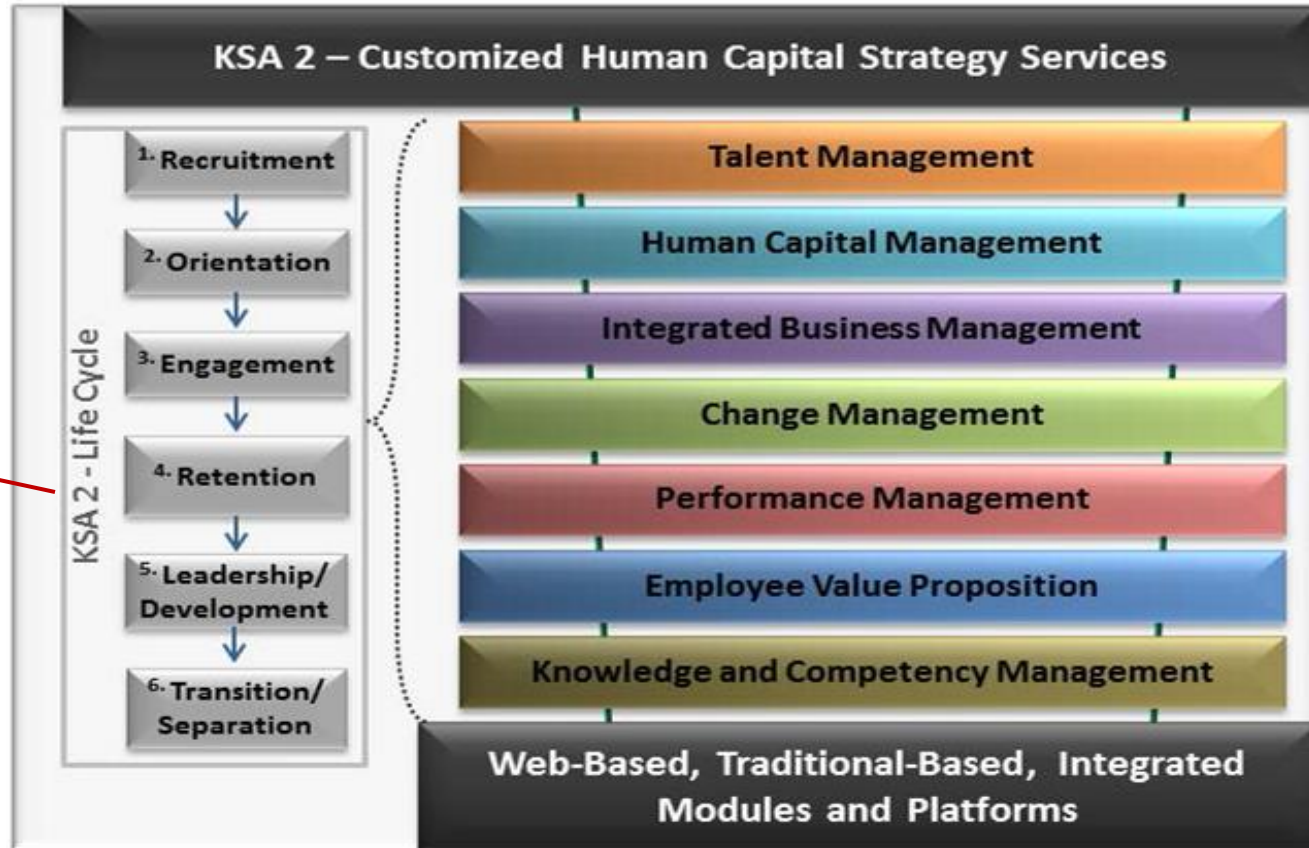 KSA 2 – Customized Human Capital Strategy Services
KSA 2 - Life Cycle
1. Recruitment
2. Orientation
3. Engagement
4. Retention
5. Leadership/
Development
6. Transition/
Separation
Talent Management
Human Capital Management
Integrated Business Management
Change Management
Performance Management
Employee Value Proposition
Knowledge and Competency Management
Web-Based, Traditional-Based, Integrated
Modules and Platforms